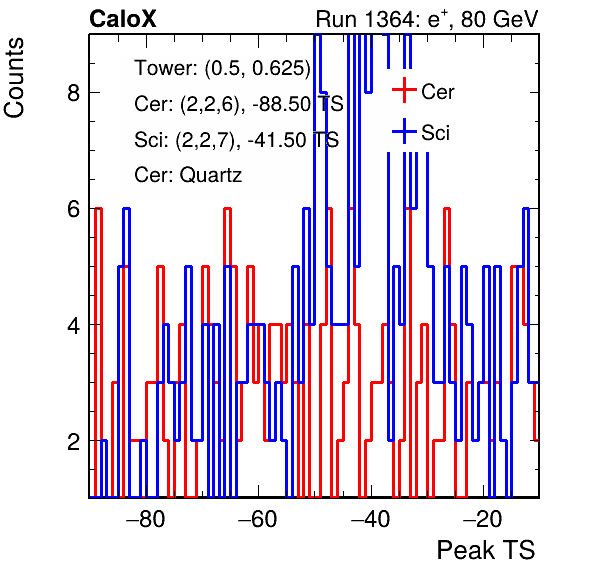 CaloX Run 1364: e⁺, 80 GeV
Counts
Tower: (0.5, 0.625)
Cer: (2,2,6), -88.50 TS
Sci: (2,2,7), -41.50 TS
Cer: Quartz
Cer
Sci
8
6
4
2
−80 −60 −40 −20
Peak TS